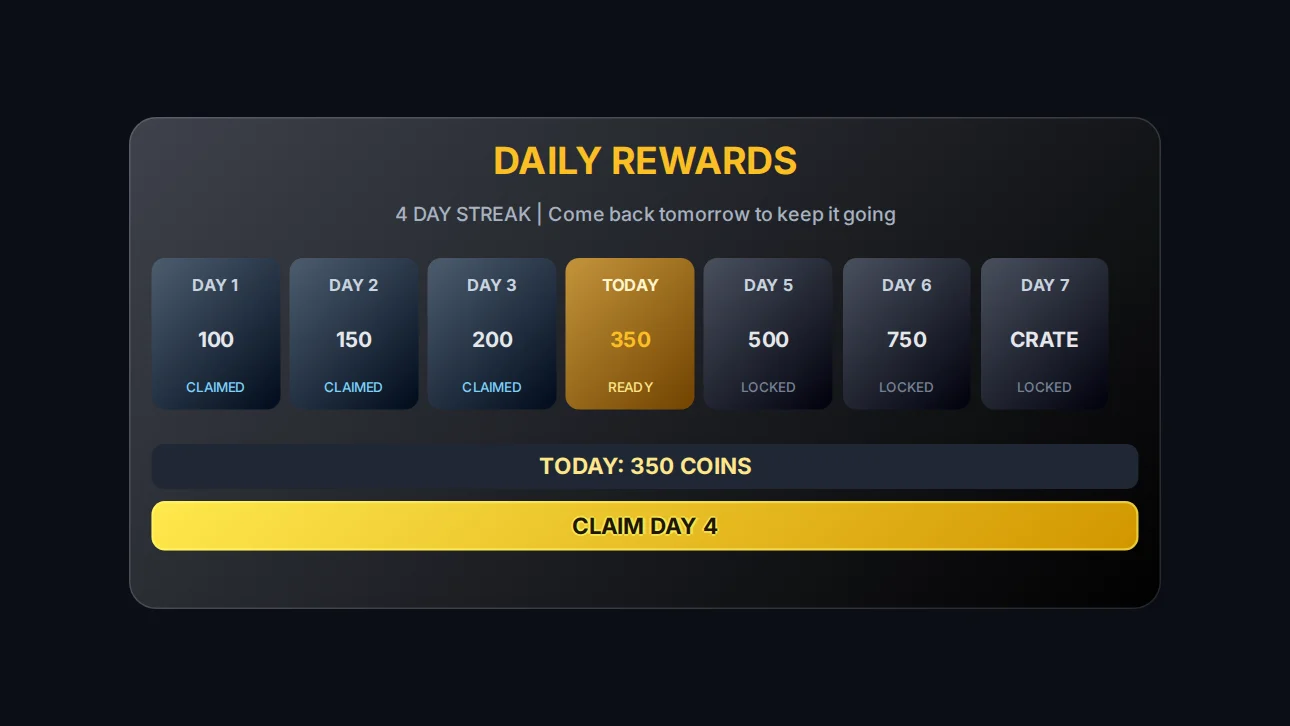 DAILY REWARDS
4 DAY STREAK | Come back tomorrow to keep it going
DAY 1 DAY 2 DAY 3 TODAY DAY 5 DAY 6 DAY 7
100 150 200 350 500 750 CRATE
CLAIMED CLAIMED CLAIMED READY LOCKED LOCKED LOCKED
TODAY: 350 COINS
CLAIM DAY 4